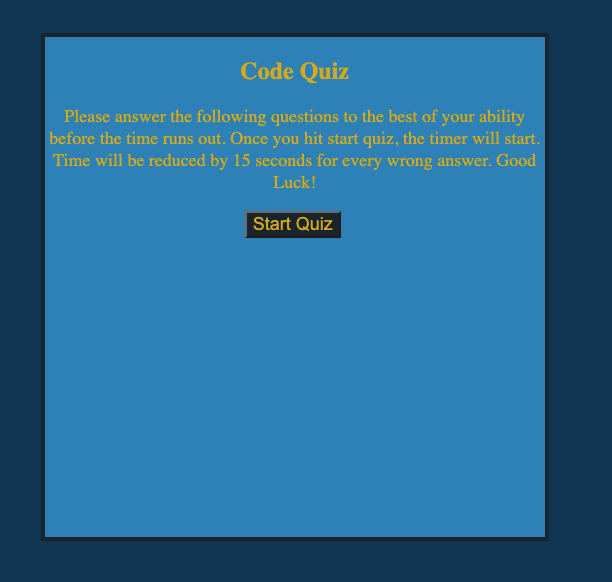 Code Quiz
Please answer the following questions to the best of your ability
before the time runs out. Once you hit start quiz, the timer will start.
Time will be reduced by 15 seconds for every wrong answer. Good
Luck!
Start Quiz